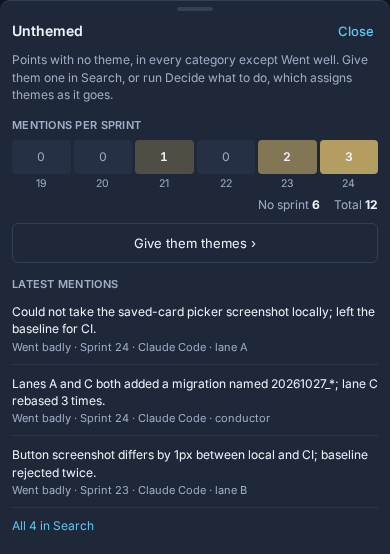 Unthemed
Close
Points with no theme, in every category except Went well. Give
them one in Search, or run Decide what to do, which assigns
themes as it goes.
MENTIONS PER SPRINT
0 0 1 0 2 3
19 20 21 22 23 24
No sprint 6 Total 12
Give them themes ›
LATEST MENTIONS
Could not take the saved-card picker screenshot locally; left the
baseline for CI.
Went badly · Sprint 24 · Claude Code · lane A
Lanes A and C both added a migration named 20261027_*; lane C
rebased 3 times.
Went badly · Sprint 24 · Claude Code · conductor
Button screenshot differs by 1px between local and CI; baseline
rejected twice.
Went badly · Sprint 23 · Claude Code · lane B
All 4 in Search